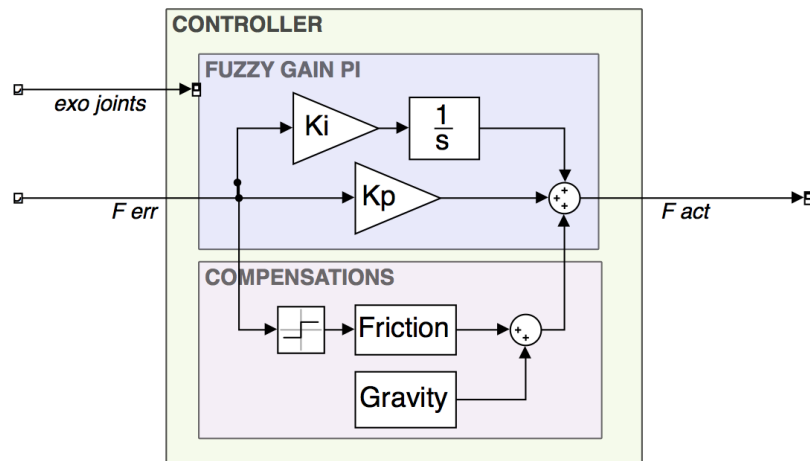 CONTROLLER
FUZZY GAIN PI
exo joints
Ki
1
s
Kp
F err
F act
COMPENSATIONS
Friction
Gravity